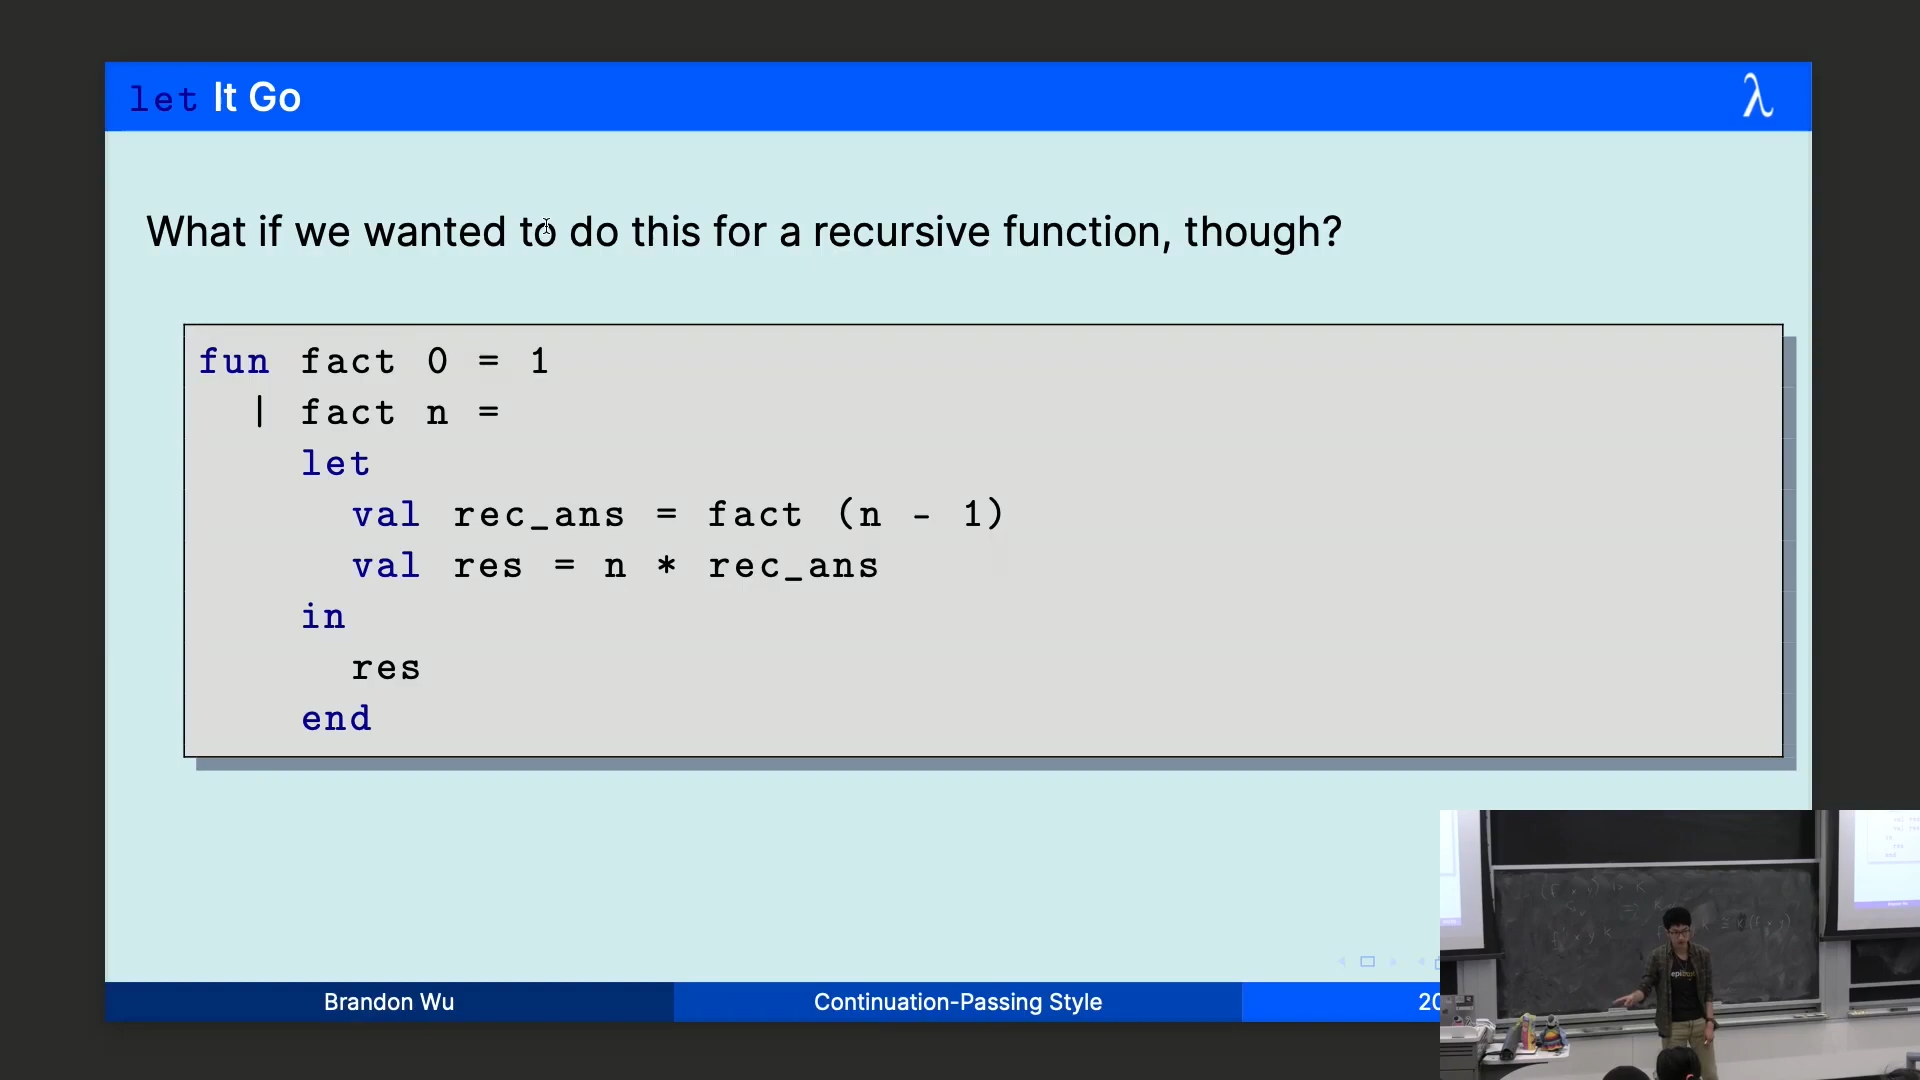 let It Go
λ
What if we wanted to do this for a recursive function, though?
fun fact 0 = 1
| fact n =
let
val rec_ans = fact (n - 1)
val res = n * rec_ans
in
res
end
Brandon Wu
Continuation-Passing Style
20